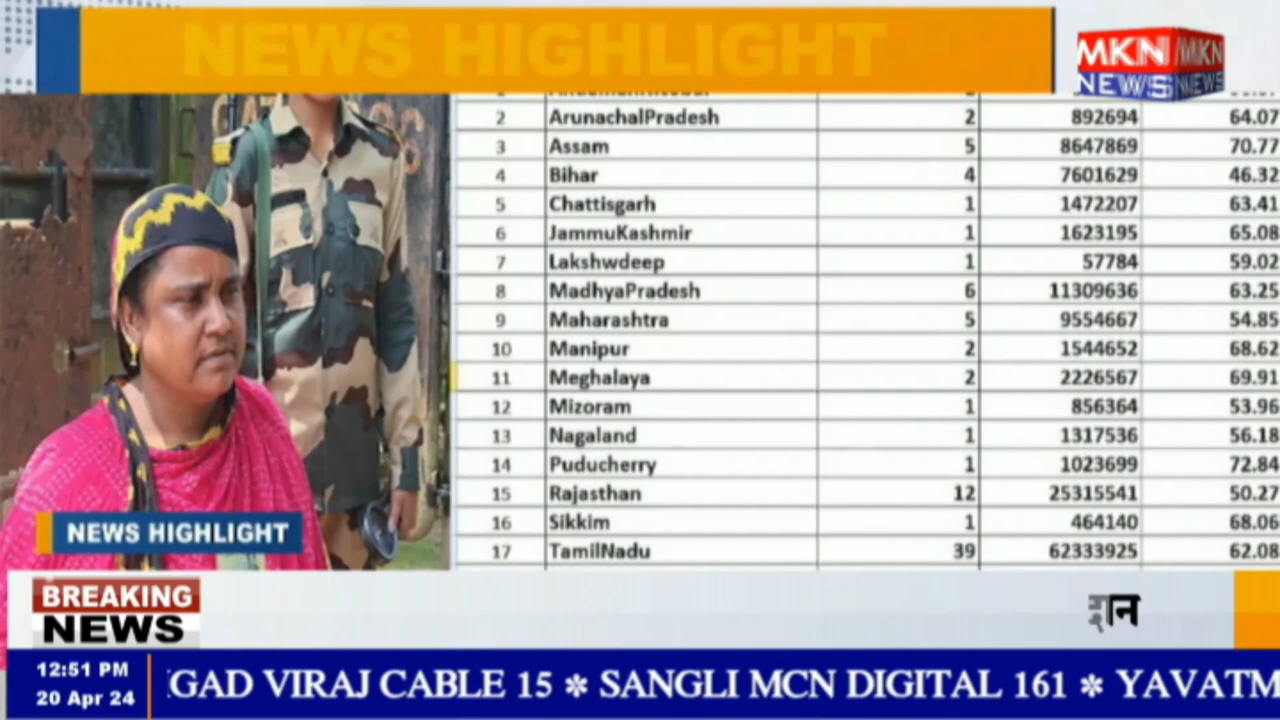 NEWS HIGHLIGHT
MKN MKN
NEWS NEWS
2 ArunachalPradesh 2 892694 64.07
3 Assam 5 8647869 70.77
4 Bihar 4 7601629 46.32
5 Chattisgarh 1 1472207 63.41
6 JammuKashmir 1 1623195 65.08
7 Lakshwdeep 1 57784 59.02
8 MadhyaPradesh 6 11309636 63.25
9 Maharashtra 5 9554667 54.85
10 Manipur 2 1544652 68.62
11 Meghalaya 2 2226567 69.91
12 Mizoram 1 856364 53.96
13 Nagaland 1 1317536 56.18
14 Puducherry 1 1023699 72.84
15 Rajasthan 12 25315541 50.27
16 Sikkim 1 464140 68.06
17 TamilNadu 39 62333925 62.08
NEWS HIGHLIGHT
BREAKING
NEWS
12:51 PM
20 Apr 24
KGAD VIRAJ CABLE 15 * SANGLI MCN DIGITAL 161 * YAVATM